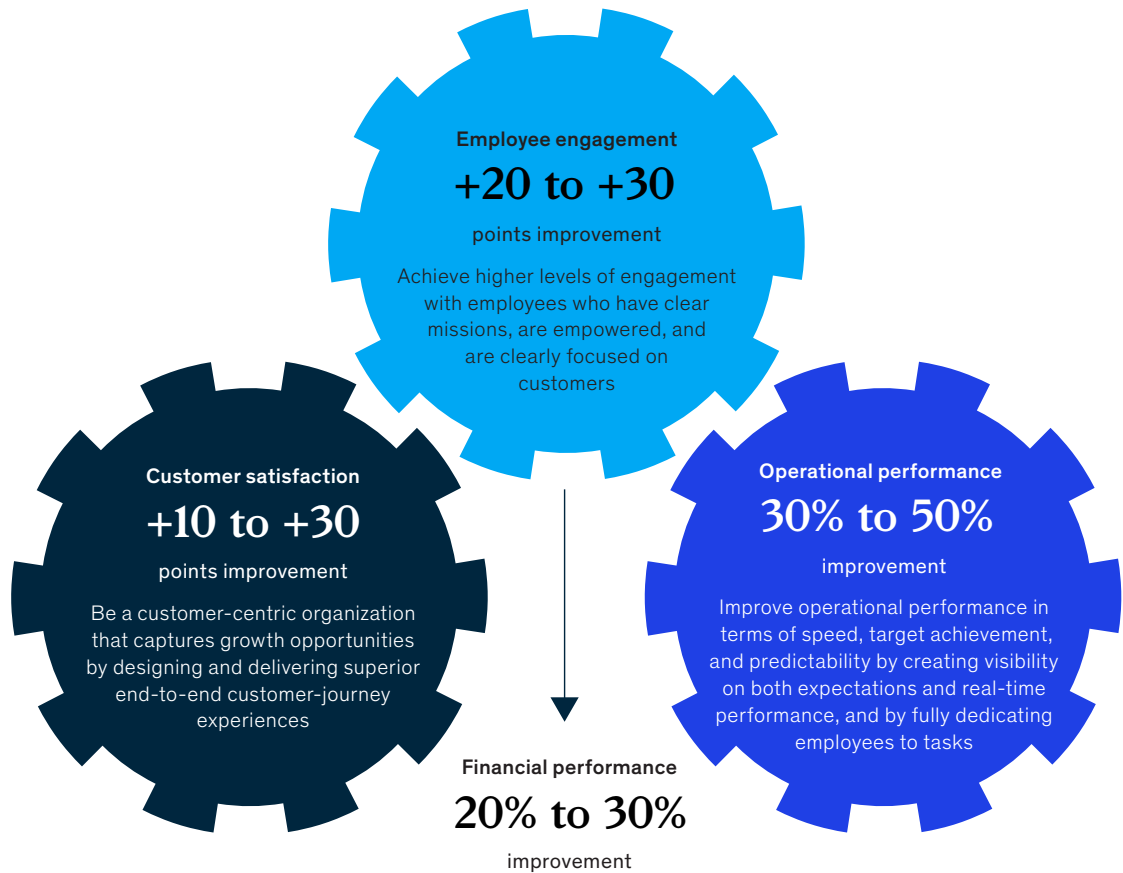 Employee engagement
+20 to +30
points improvement
Achieve higher levels of engagement
with employees who have clear
missions, are empowered, and
are clearly focused on
customers
Customer satisfaction
+10 to +30
points improvement
Be a customer-centric organization
that captures growth opportunities
by designing and delivering superior
end-to-end customer-journey
experiences
Operational performance
30% to 50%
improvement
Improve operational performance in
terms of speed, target achievement,
and predictability by creating visibility
on both expectations and real-time
performance, and by fully dedicating
employees to tasks
Financial performance
20% to 30%
improvement